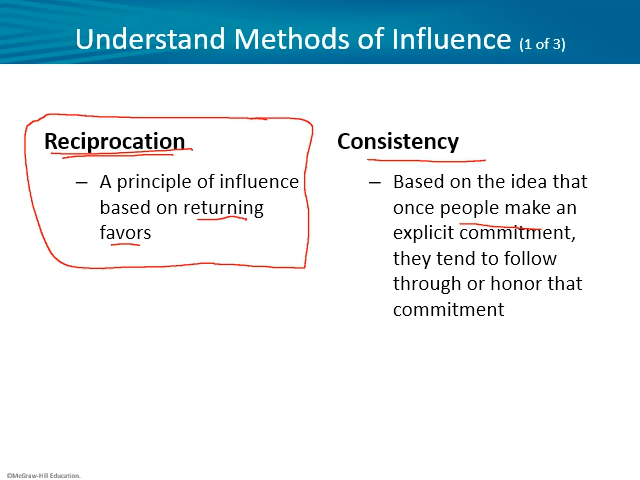 Understand Methods of Influence (1 of 3)
Reciprocation
– A principle of influence
based on returning
favors
Consistency
– Based on the idea that
once people make an
explicit commitment,
they tend to follow
through or honor that
commitment
©McGraw-Hill Education.